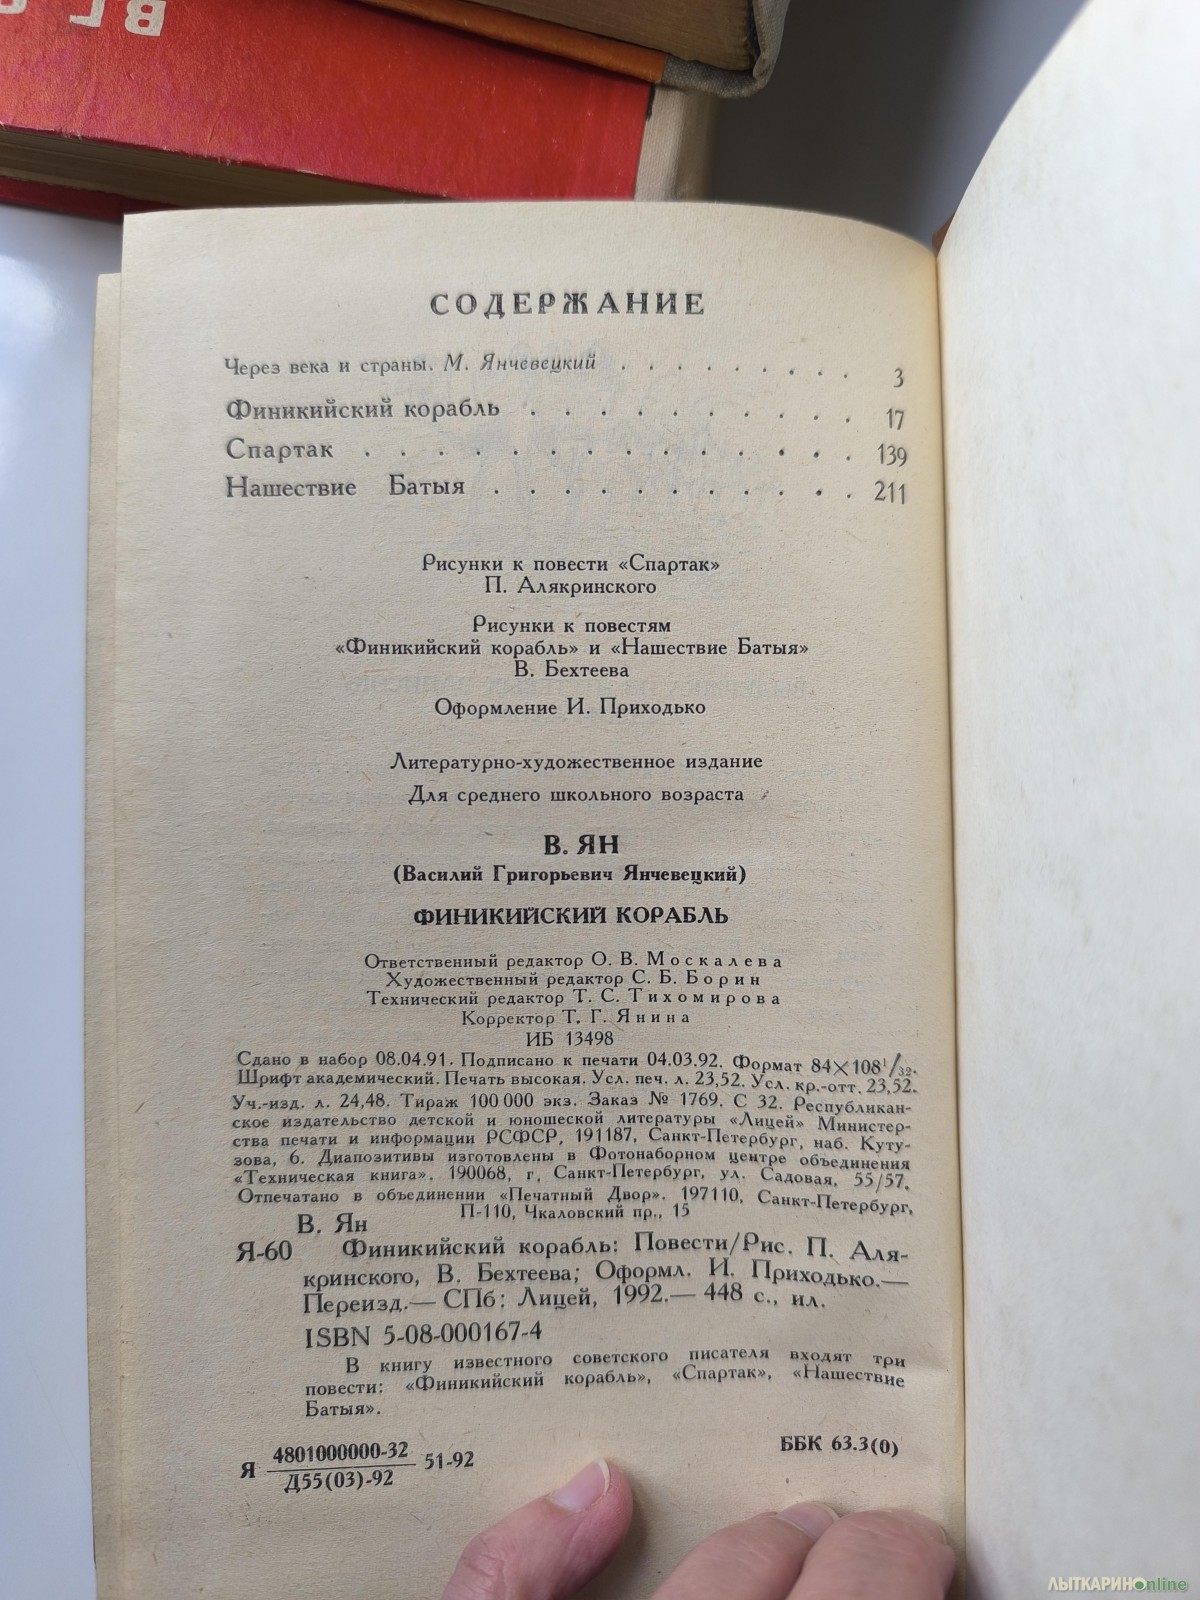 СОДЕРЖАНИЕ
Через века и страны. М. Янчевецкий . . . . . . . . . 3
Финикийский корабль . . . . . . . . . . 17
Спартак . . . . . . . . . . . . . . 139
Нашествие Батыя . . . . . . . . . . . 211
Рисунки к повести «Спартак»
П. Алякринского
Рисунки к повестям
«Финикийский корабль» и «Нашествие Батыя»
В. Бехтеева
Оформление И. Приходько
Литературно-художественное издание
Для среднего школьного возраста
В. ЯН
(Василий Григорьевич Янчевецкий)
ФИНИКИЙСКИЙ КОРАБЛЬ
Ответственный редактор О. В. Москалева
Художественный редактор С. Б. Борин
Технический редактор Т. С. Тихомирова
Корректор Т. Г. Янина
ИБ 13498
Сдано в набор 08.04.91. Подписано к печати 04.03.92. Формат 84×108¹/₃₂.
Шрифт академический. Печать высокая. Усл. печ. л. 23,52. Усл. кр.-отт. 23,52.
Уч.-изд. л. 24,48. Тираж 100 000 экз. Заказ № 1769. С 32. Республикан-
ское издательство детской и юношеской литературы «Лицей» Министер-
ства печати и информации РСФСР, 191187, Санкт-Петербург, наб. Куту-
зова, 6. Диапозитивы изготовлены в Фотонаборном центре объединения
«Техническая книга». 190068, г. Санкт-Петербург, ул. Садовая, 55/57.
Отпечатано в объединении «Печатный Двор». 197110, Санкт-Петербург,
П-110, Чкаловский пр., 15
В. Ян
Я-60 Финикийский корабль: Повести/Рис. П. Аля-
кринского, В. Бехтеева; Оформл. И. Приходько.—
Переизд.— СПб: Лицей, 1992.— 448 с., ил.
ISBN 5-08-000167-4
В книгу известного советского писателя входят три
повести: «Финикийский корабль», «Спартак», «Нашествие
Батыя».
Я 4801000000-32 51-92
Д55(03)-92
ББК 63.3(0)
ЛЫТКАРИНОonline